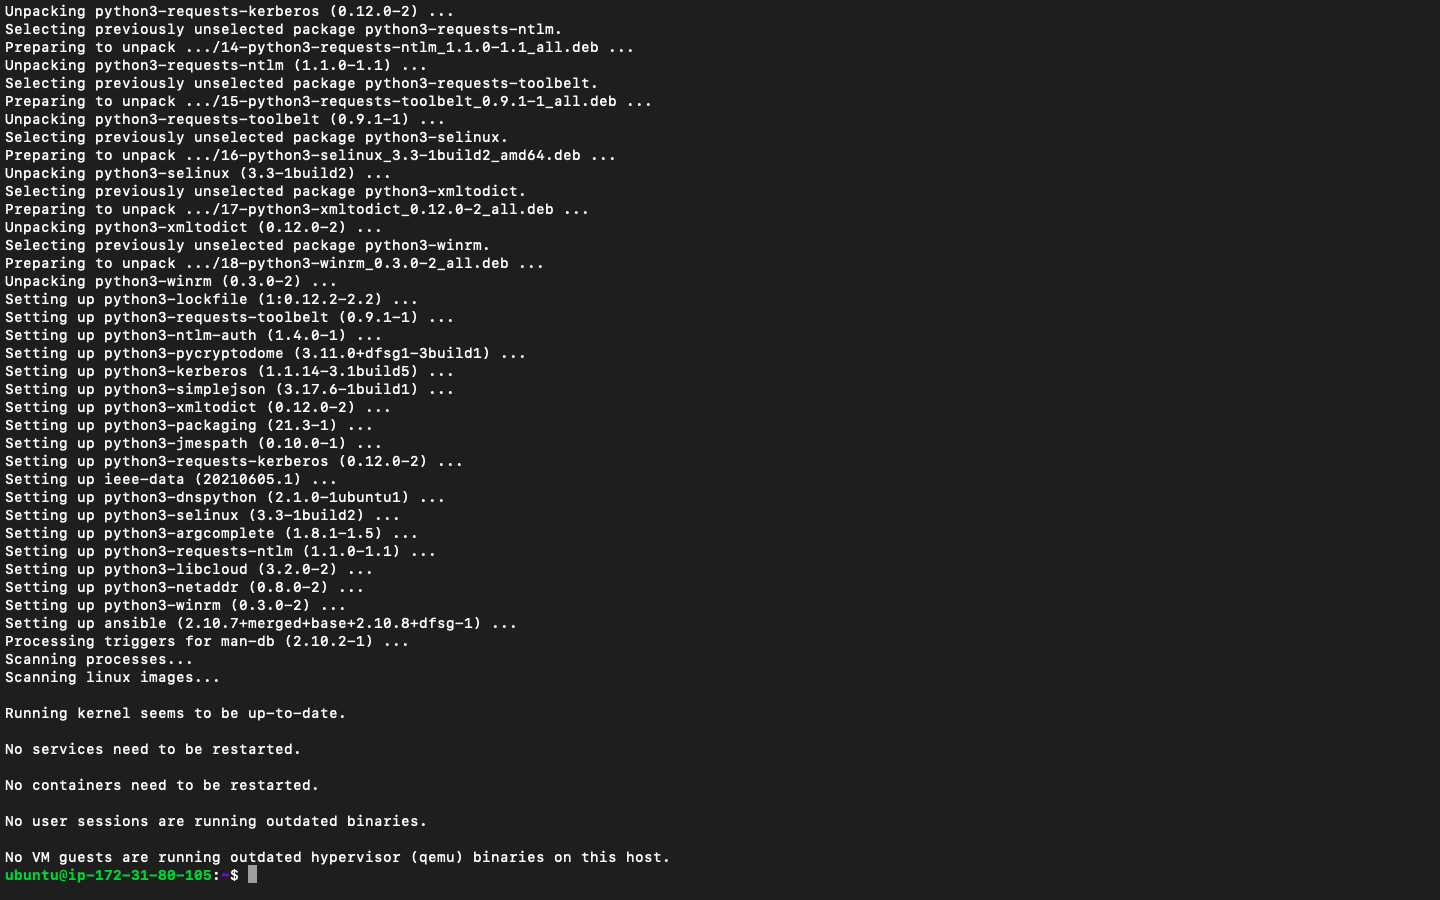 Unpacking python3-requests-kerberos (0.12.0-2) ...
Selecting previously unselected package python3-requests-ntlm.
Preparing to unpack .../14-python3-requests-ntlm_1.1.0-1.1_all.deb ...
Unpacking python3-requests-ntlm (1.1.0-1.1) ...
Selecting previously unselected package python3-requests-toolbelt.
Preparing to unpack .../15-python3-requests-toolbelt_0.9.1-1_all.deb ...
Unpacking python3-requests-toolbelt (0.9.1-1) ...
Selecting previously unselected package python3-selinux.
Preparing to unpack .../16-python3-selinux_3.3-1build2_amd64.deb ...
Unpacking python3-selinux (3.3-1build2) ...
Selecting previously unselected package python3-xmltodict.
Preparing to unpack .../17-python3-xmltodict_0.12.0-2_all.deb ...
Unpacking python3-xmltodict (0.12.0-2) ...
Selecting previously unselected package python3-winrm.
Preparing to unpack .../18-python3-winrm_0.3.0-2_all.deb ...
Unpacking python3-winrm (0.3.0-2) ...
Setting up python3-lockfile (1:0.12.2-2.2) ...
Setting up python3-requests-toolbelt (0.9.1-1) ...
Setting up python3-ntlm-auth (1.4.0-1) ...
Setting up python3-pycryptodome (3.11.0+dfsg1-3build1) ...
Setting up python3-kerberos (1.1.14-3.1build5) ...
Setting up python3-simplejson (3.17.6-1build1) ...
Setting up python3-xmltodict (0.12.0-2) ...
Setting up python3-packaging (21.3-1) ...
Setting up python3-jmespath (0.10.0-1) ...
Setting up python3-requests-kerberos (0.12.0-2) ...
Setting up ieee-data (20210605.1) ...
Setting up python3-dnspython (2.1.0-1ubuntu1) ...
Setting up python3-selinux (3.3-1build2) ...
Setting up python3-argcomplete (1.8.1-1.5) ...
Setting up python3-requests-ntlm (1.1.0-1.1) ...
Setting up python3-libcloud (3.2.0-2) ...
Setting up python3-netaddr (0.8.0-2) ...
Setting up python3-winrm (0.3.0-2) ...
Setting up ansible (2.10.7+merged+base+2.10.8+dfsg-1) ...
Processing triggers for man-db (2.10.2-1) ...
Scanning processes...
Scanning linux images...
Running kernel seems to be up-to-date.
No services need to be restarted.
No containers need to be restarted.
No user sessions are running outdated binaries.
No VM guests are running outdated hypervisor (qemu) binaries on this host.
ubuntu@ip-172-31-80-105:~$